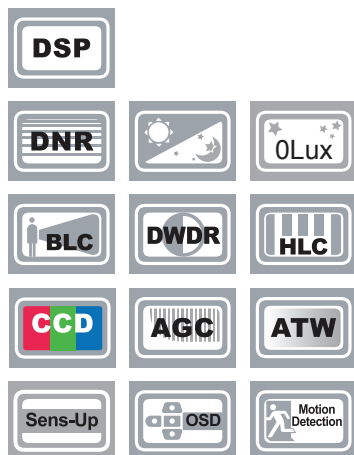 DSP
DNR
0Lux
BLC
DWDR
HLC
CCD
AGC
ATW
Sens-Up
OSD
Motion
Detection